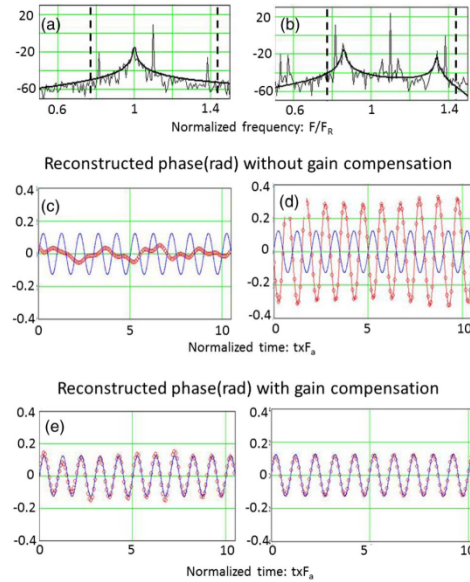 20 (a) 20 (b)
-20 -20
-60 -60
0.6 1 1.4 0.6 1 1.4
Normalized frequency: F/F_R
Reconstructed phase(rad) without gain compensation
0.4 (c) 0.4 (d)
0.2 0.2
0 0
-0.2 -0.2
-0.4 -0.4
0 5 10 0 5 10
Normalized time: txF_a
Reconstructed phase(rad) with gain compensation
0.4 (e) 0.4
0.2 0.2
0 0
-0.2 -0.2
-0.4 -0.4
0 5 10 0 5 10
Normalized time: txF_a